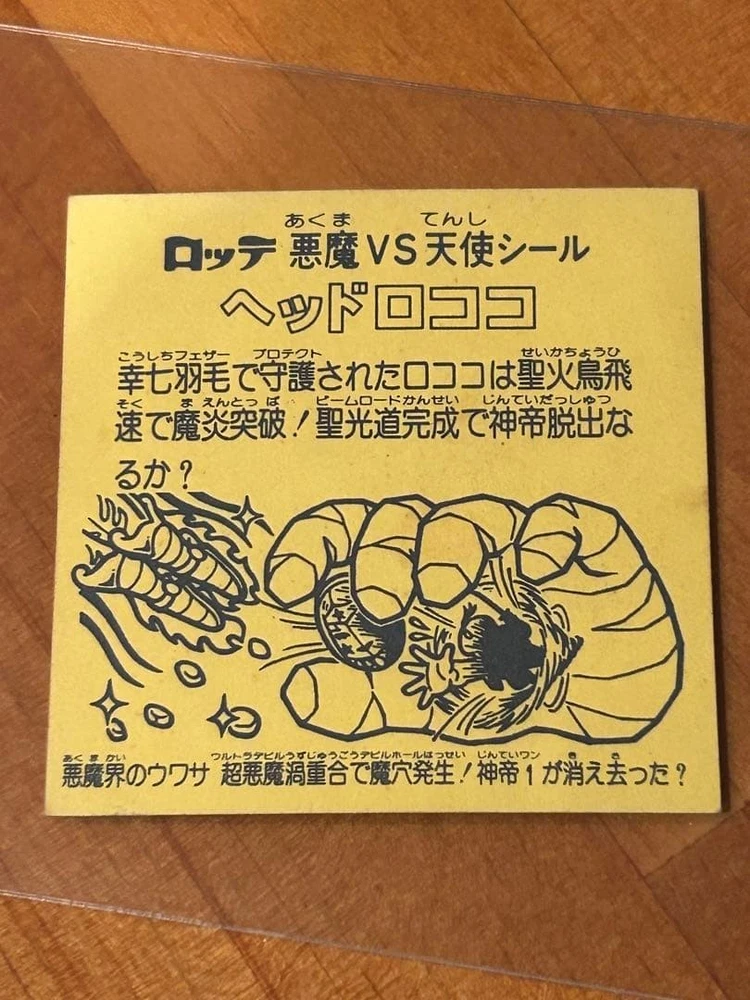 あくま てんし
ロッテ 悪魔VS天使シール
ヘッドロココ
こうしちフェザー プロテクト せいかちょうひ
幸七羽毛で守護されたロココは聖火鳥飛
そく まえんとっぱ ビームロードかんせい じんていだっしゅつ
速で魔炎突破!聖光道完成で神帝脱出な
るか?
あくまかい ウルトラデビルうずじゅうごうデビルホールはっせい じんていワン き さ
悪魔界のウワサ 超悪魔渦重合で魔穴発生!神帝1が消え去った?